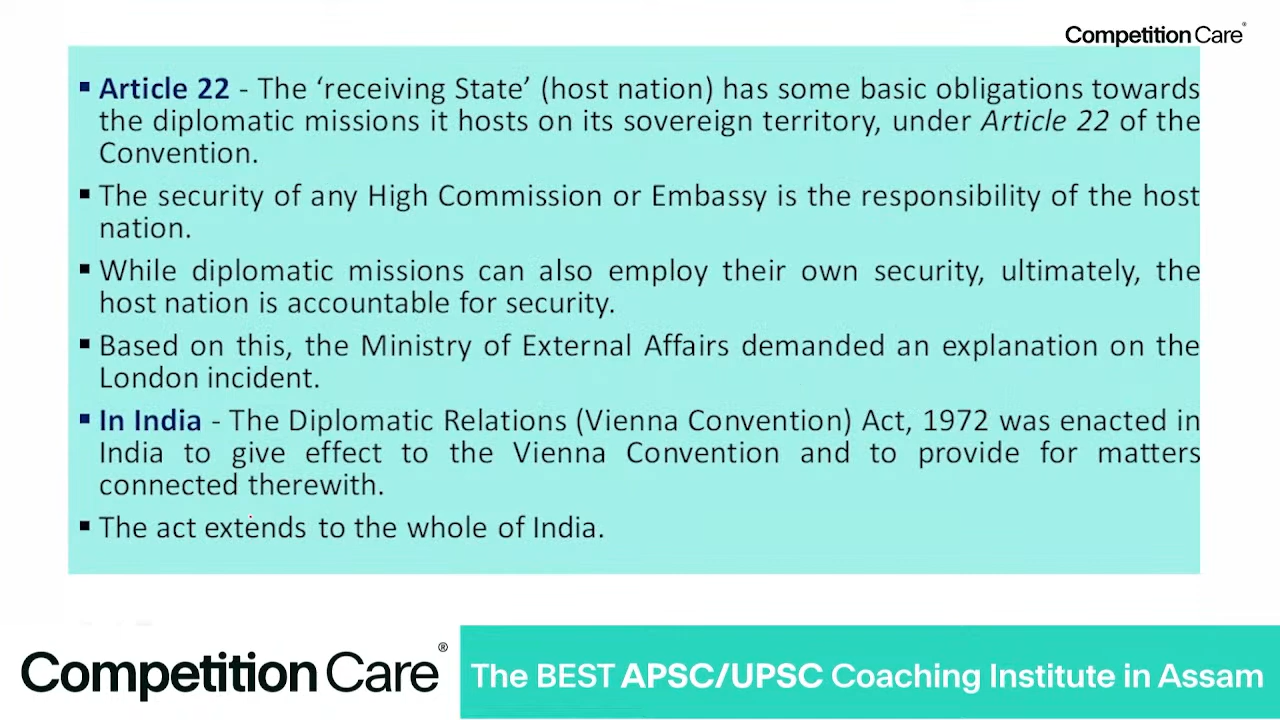 Competition Care®
▪ Article 22 - The ‘receiving State’ (host nation) has some basic obligations towards
the diplomatic missions it hosts on its sovereign territory, under Article 22 of the
Convention.
▪ The security of any High Commission or Embassy is the responsibility of the host
nation.
▪ While diplomatic missions can also employ their own security, ultimately, the
host nation is accountable for security.
▪ Based on this, the Ministry of External Affairs demanded an explanation on the
London incident.
▪ In India - The Diplomatic Relations (Vienna Convention) Act, 1972 was enacted in
India to give effect to the Vienna Convention and to provide for matters
connected therewith.
▪ The act extends to the whole of India.
Competition Care®
The BEST APSC/UPSC Coaching Institute in Assam